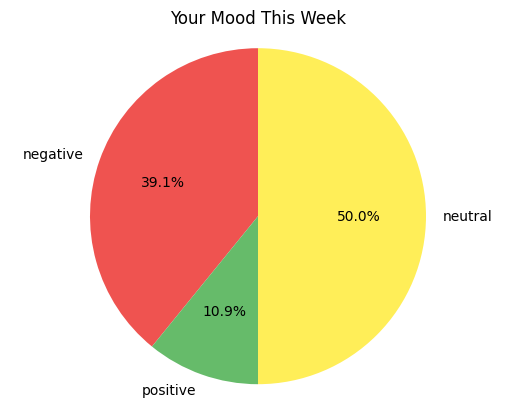 Your Mood This Week
negative
39.1%
50.0%
neutral
10.9%
positive